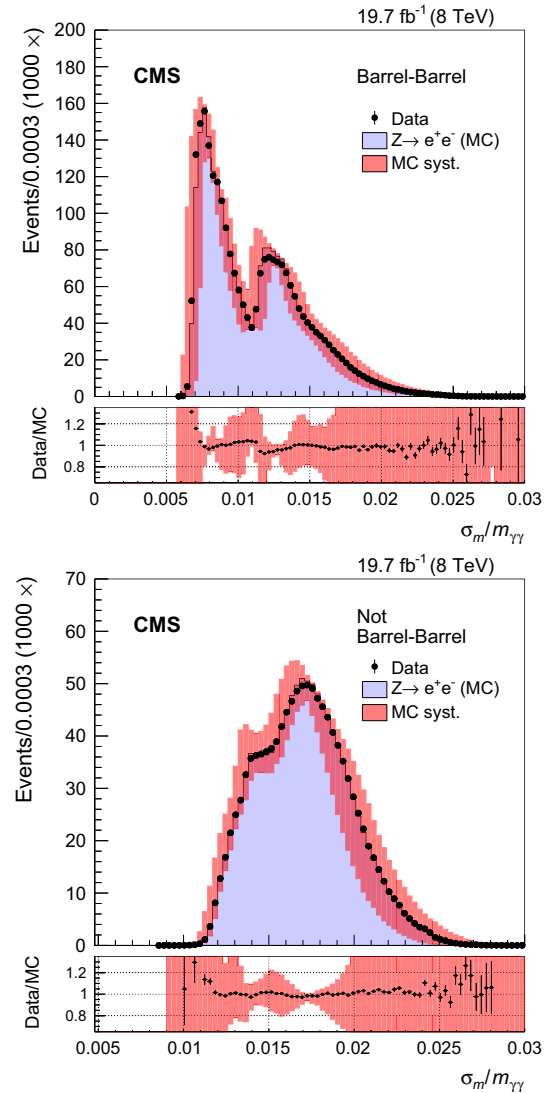 19.7 fb⁻¹ (8 TeV)
Events/0.0003 (1000 ×)
200
180
160
140
120
100
80
60
40
20
0
CMS
Barrel-Barrel
Data
Z→ e⁺e⁻ (MC)
MC syst.
Data/MC
1.2
1
0.8
0 0.005 0.01 0.015 0.02 0.025 0.03
σm/mγγ
19.7 fb⁻¹ (8 TeV)
Events/0.0003 (1000 ×)
70
60
50
40
30
20
10
0
CMS
Not
Barrel-Barrel
Data
Z→ e⁺e⁻ (MC)
MC syst.
Data/MC
1.2
1
0.8
0.005 0.01 0.015 0.02 0.025 0.03
σm/mγγ